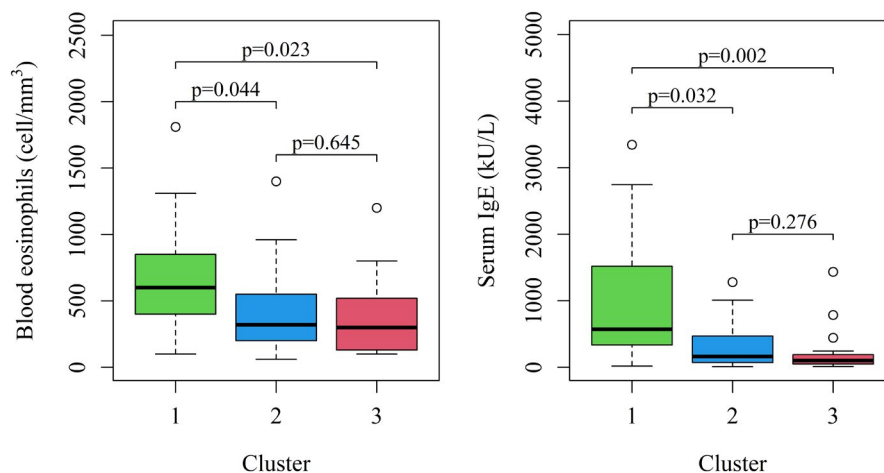 Blood eosinophils (cell/mm³)
2500
2000
1500
1000
500
0
p=0.023
p=0.044
p=0.645
1 2 3
Cluster
Serum IgE (kU/L)
5000
4000
3000
2000
1000
0
p=0.002
p=0.032
p=0.276
1 2 3
Cluster